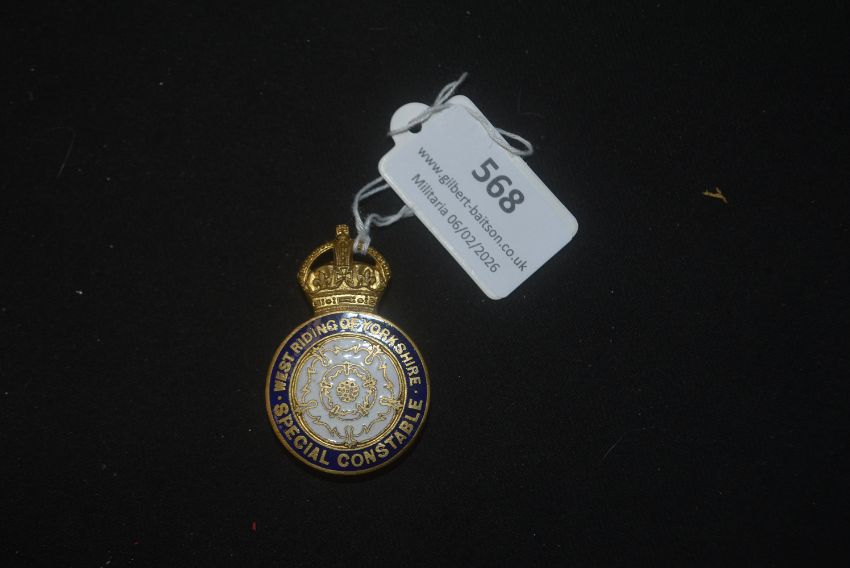 568
www.gilbert-baitson.co.uk
Militaria 06/02/2026
· WEST RIDING OF YORKSHIRE ·
SPECIAL CONSTABLE